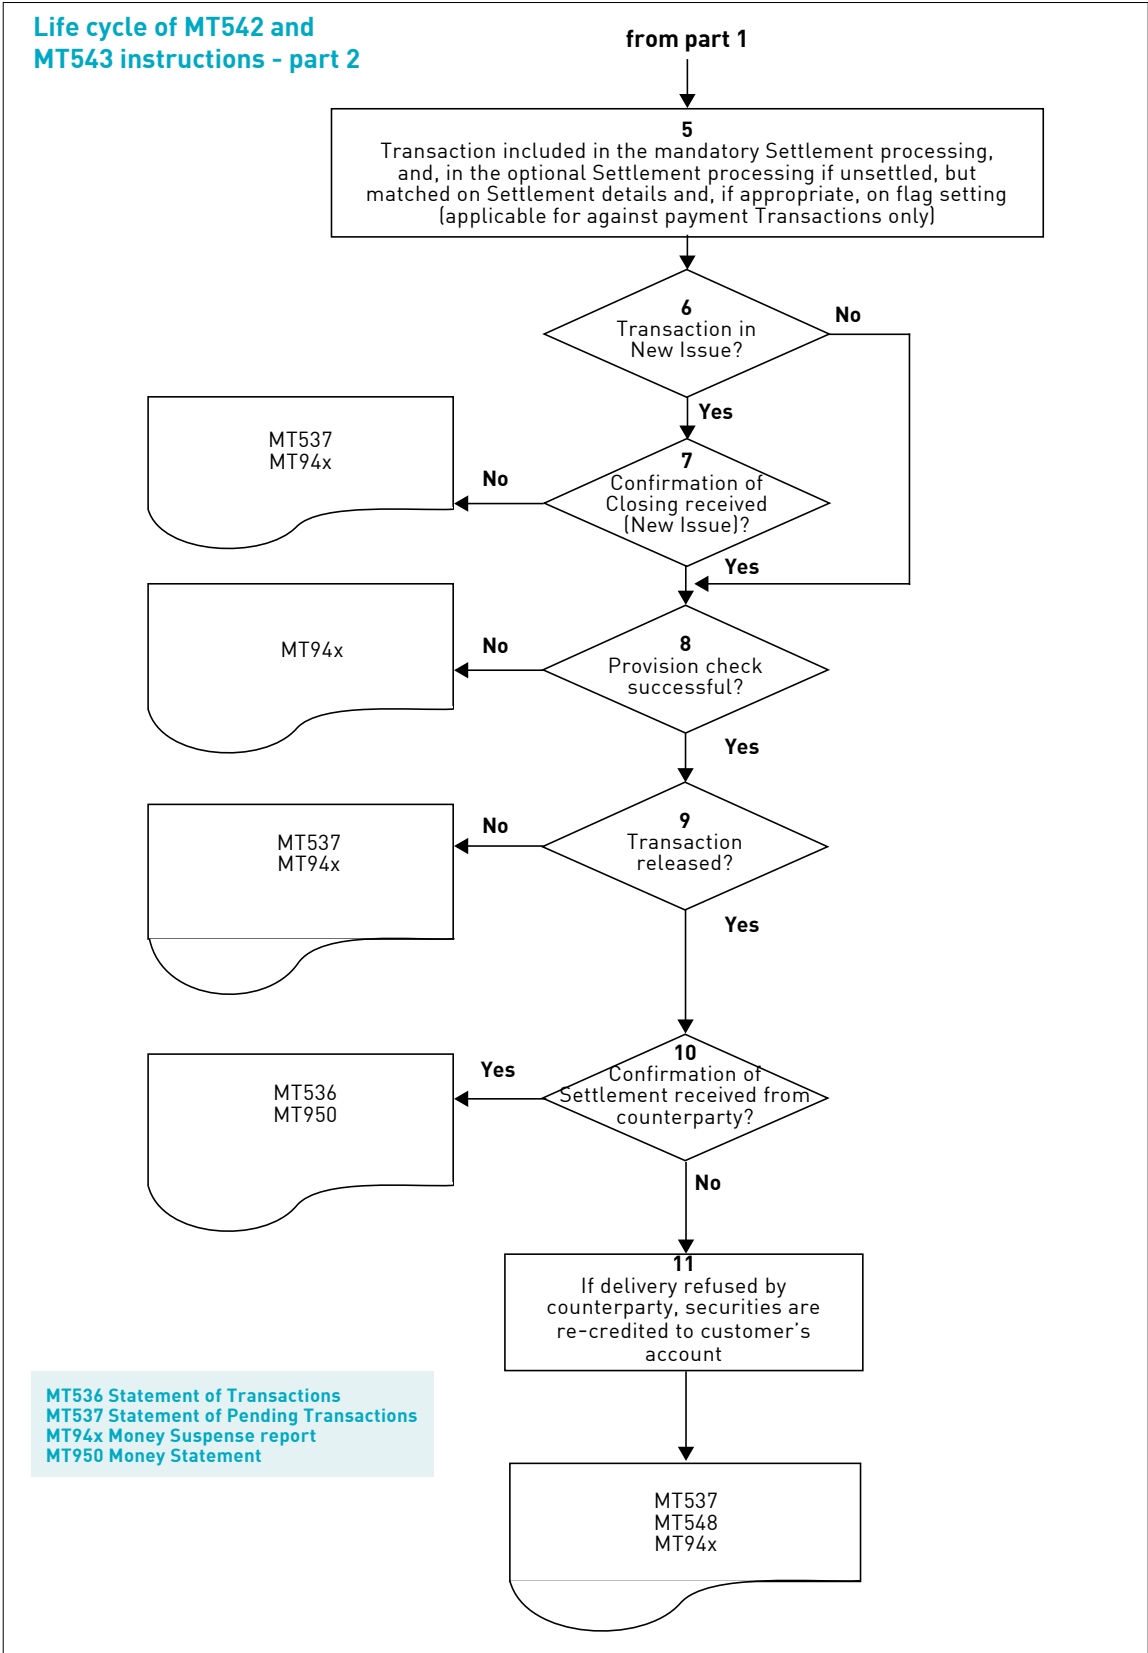 Life cycle of MT542 and
MT543 instructions - part 2
from part 1
5
Transaction included in the mandatory Settlement processing,
and, in the optional Settlement processing if unsettled, but
matched on Settlement details and, if appropriate, on flag setting
(applicable for against payment Transactions only)
6
Transaction in
New Issue?
No
Yes
MT537
MT94x
No
7
Confirmation of
Closing received
(New Issue)?
Yes
MT94x
No
8
Provision check
successful?
Yes
MT537
MT94x
No
9
Transaction
released?
Yes
MT536
MT950
Yes
10
Confirmation of
Settlement received from
counterparty?
No
11
If delivery refused by
counterparty, securities are
re-credited to customer’s
account
MT536 Statement of Transactions
MT537 Statement of Pending Transactions
MT94x Money Suspense report
MT950 Money Statement
MT537
MT548
MT94x